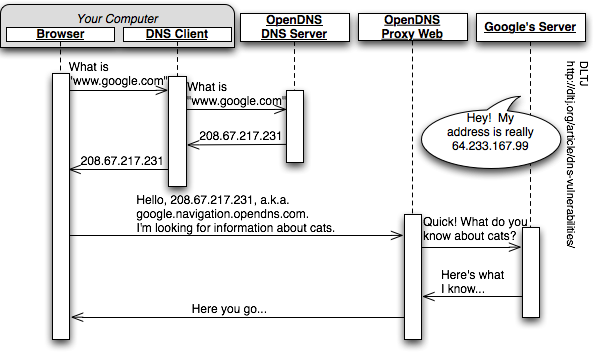 Your Computer
Browser
DNS Client
OpenDNS
DNS Server
OpenDNS
Proxy Web
Google's Server
What is
"www.google.com"
What is
"www.google.com"
208.67.217.231
208.67.217.231
Hey!  My
address is really
64.233.167.99
DLTJ
http://dltj.org/article/dns-vulnerabilities/
Hello, 208.67.217.231, a.k.a.
google.navigation.opendns.com.
I'm looking for information about cats.
Quick! What do you
know about cats?
Here's what
I know...
Here you go...